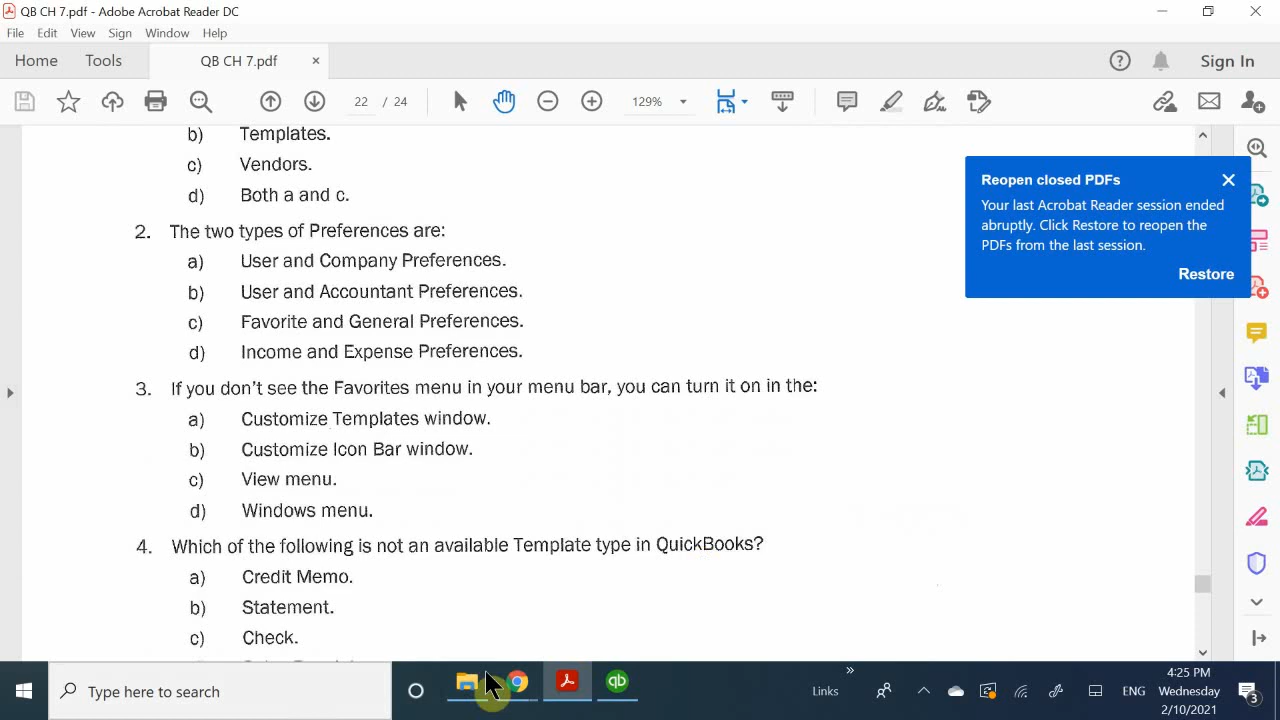 QB CH 7.pdf - Adobe Acrobat Reader DC
File Edit View Sign Window Help
Home Tools QB CH 7.pdf × Sign In
22 / 24 129%
b) Templates.
c) Vendors.
d) Both a and c.
2. The two types of Preferences are:
a) User and Company Preferences.
b) User and Accountant Preferences.
c) Favorite and General Preferences.
d) Income and Expense Preferences.
3. If you don't see the Favorites menu in your menu bar, you can turn it on in the:
a) Customize Templates window.
b) Customize Icon Bar window.
c) View menu.
d) Windows menu.
4. Which of the following is not an available Template type in QuickBooks?
a) Credit Memo.
b) Statement.
c) Check.
Reopen closed PDFs
Your last Acrobat Reader session ended
abruptly. Click Restore to reopen the
PDFs from the last session.
Restore
Type here to search
qb
Links
ENG
4:25 PM
Wednesday
2/10/2021
3